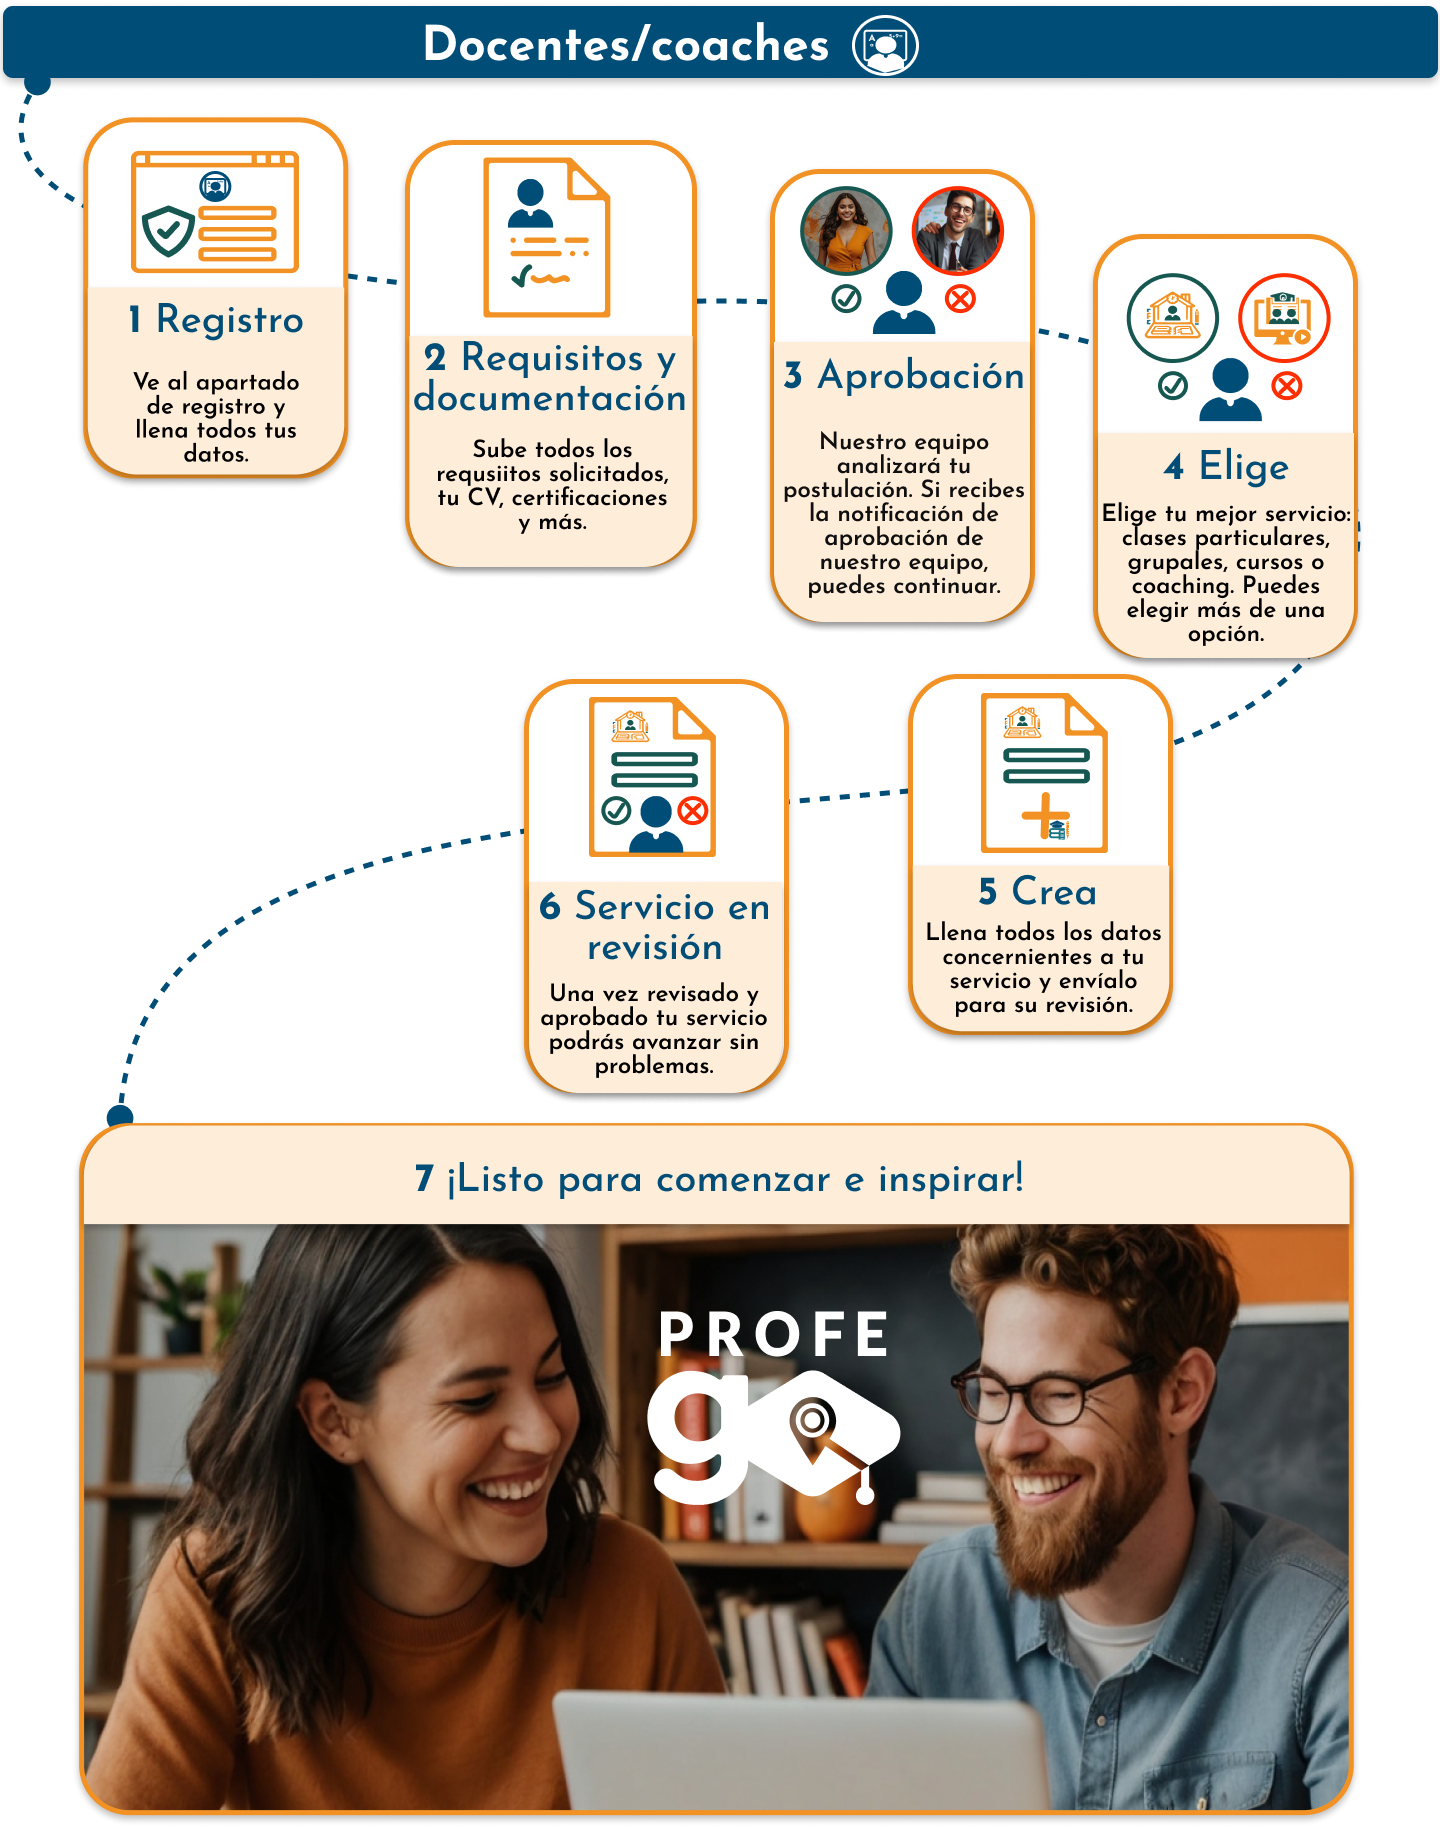 Docentes/coaches
1 Registro
Ve al apartado
de registro y
llena todos tus
datos.
2 Requisitos y
documentación
Sube todos los
requsiitos solicitados,
tu CV, certificaciones
y más.
3 Aprobación
Nuestro equipo
analizará tu
postulación. Si recibes
la notificación de
aprobación de
nuestro equipo,
puedes continuar.
4 Elige
Elige tu mejor servicio:
clases particulares,
grupales, cursos o
coaching. Puedes
elegir más de una
opción.
5 Crea
Llena todos los datos
concernientes a tu
servicio y envíalo
para su revisión.
6 Servicio en
revisión
Una vez revisado y
aprobado tu servicio
podrás avanzar sin
problemas.
7 ¡Listo para comenzar e inspirar!
PROFE
go